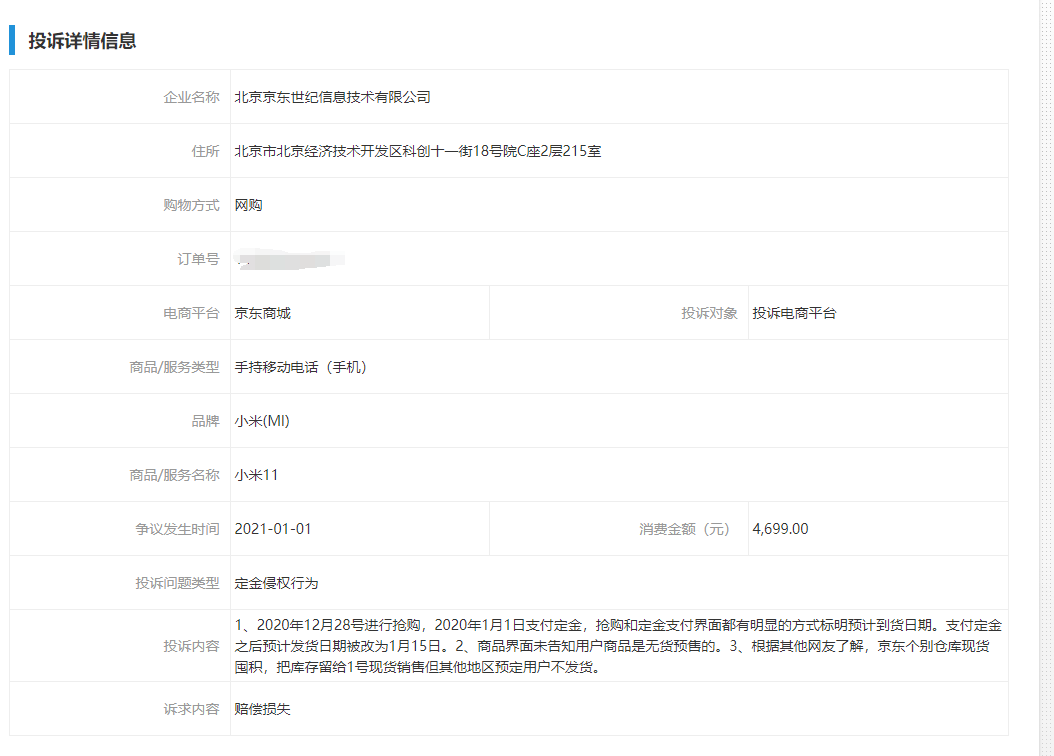 投诉详情信息
企业名称 北京京东世纪信息技术有限公司
住所 北京市北京经济技术开发区科创十一街18号院C座2层215室
购物方式 网购
订单号
电商平台 京东商城 投诉对象 投诉电商平台
商品/服务类型 手持移动电话（手机）
品牌 小米(MI)
商品/服务名称 小米11
争议发生时间 2021-01-01 消费金额（元） 4,699.00
投诉问题类型 定金侵权行为
投诉内容 1、2020年12月28号进行抢购，2020年1月1日支付定金，抢购和定金支付界面都有明显的方式标明预计到货日期。支付定金
之后预计发货日期被改为1月15日。2、商品界面未告知用户商品是无货预售的。3、根据其他网友了解，京东个别仓库现货
囤积，把库存留给1号现货销售但其他地区预定用户不发货。
诉求内容 赔偿损失